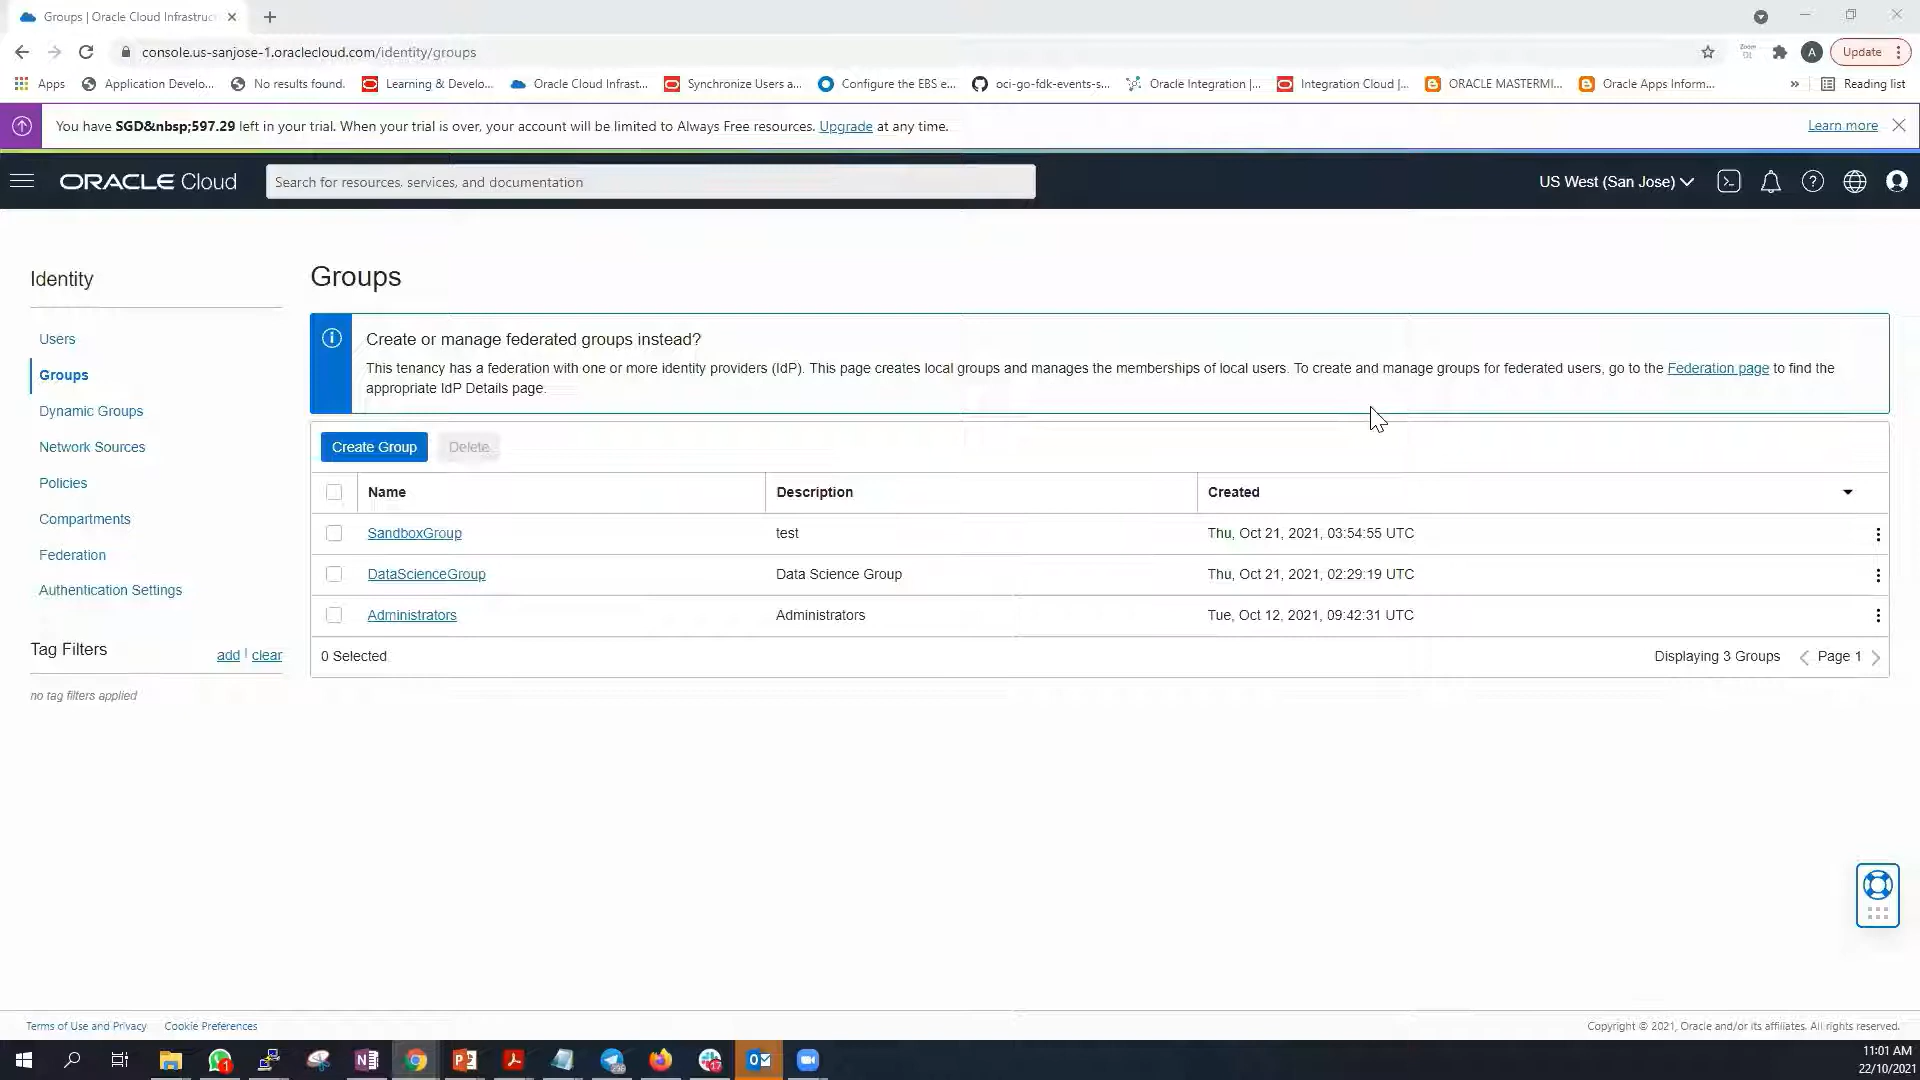 Groups | Oracle Cloud Infrastruct
console.us-sanjose-1.oraclecloud.com/identity/groups
A
Update
Apps
Application Develo...
No results found.
Learning & Develo...
Oracle Cloud Infrast...
Synchronize Users a...
Configure the EBS e...
oci-go-fdk-events-s...
Oracle Integration |...
Integration Cloud |...
ORACLE MASTERMI...
Oracle Apps Inform...
»
Reading list
You have SGD&nbsp;597.29 left in your trial. When your trial is over, your account will be limited to Always Free resources. Upgrade at any time.
Learn more
ORACLE Cloud
Search for resources, services, and documentation
US West (San Jose)
Identity
Users
Groups
Dynamic Groups
Network Sources
Policies
Compartments
Federation
Authentication Settings
Tag Filters
add | clear
no tag filters applied
Groups
Create or manage federated groups instead?
This tenancy has a federation with one or more identity providers (IdP). This page creates local groups and manages the memberships of local users. To create and manage groups for federated users, go to the Federation page to find the
appropriate IdP Details page.
Create Group
Delete
Name Description Created
SandboxGroup test Thu, Oct 21, 2021, 03:54:55 UTC
DataScienceGroup Data Science Group Thu, Oct 21, 2021, 02:29:19 UTC
Administrators Administrators Tue, Oct 12, 2021, 09:42:31 UTC
0 Selected
Displaying 3 Groups
Page 1
Terms of Use and Privacy
Cookie Preferences
Copyright © 2021, Oracle and/or its affiliates. All rights reserved.
11:01 AM
22/10/2021